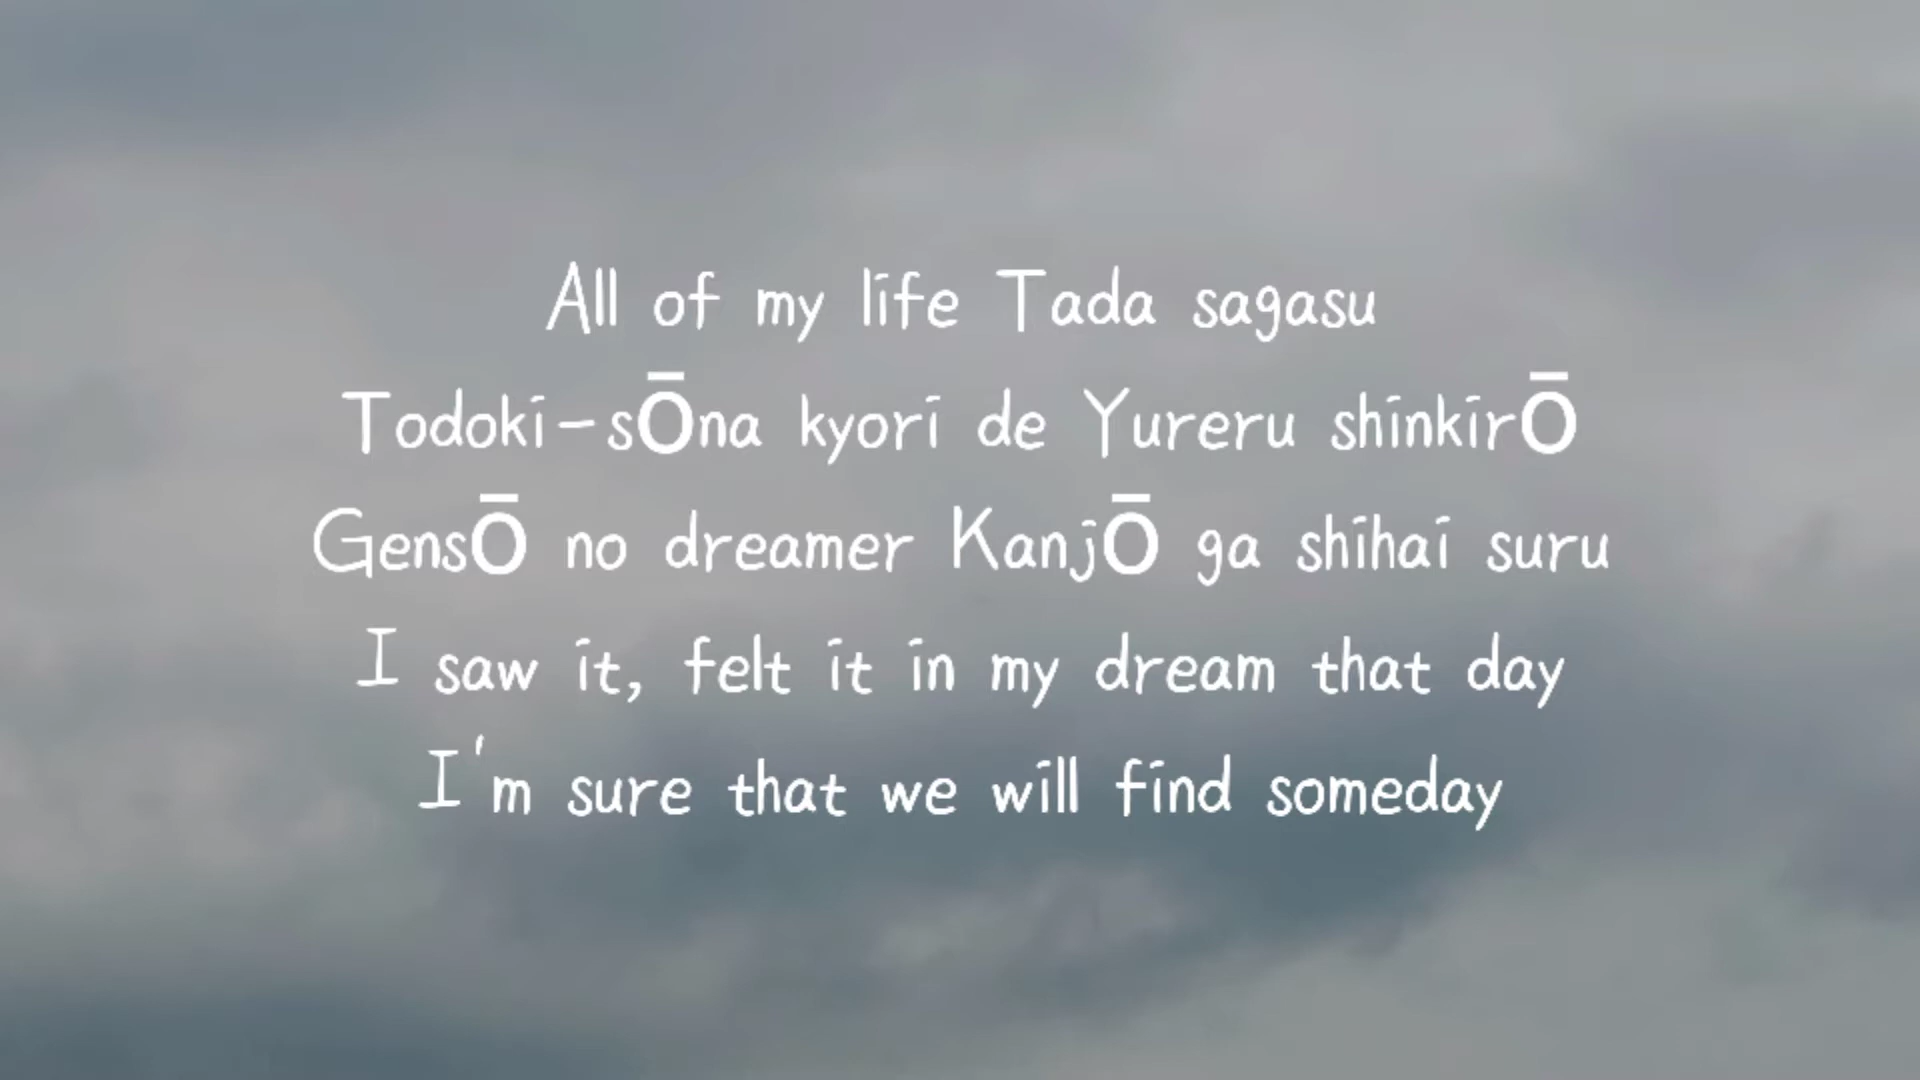 All of my life Tada sagasu
Todoki-sōna kyori de Yureru shinkirō
Gensō no dreamer Kanjō ga shihai suru
I saw it, felt it in my dream that day
I'm sure that we will find someday